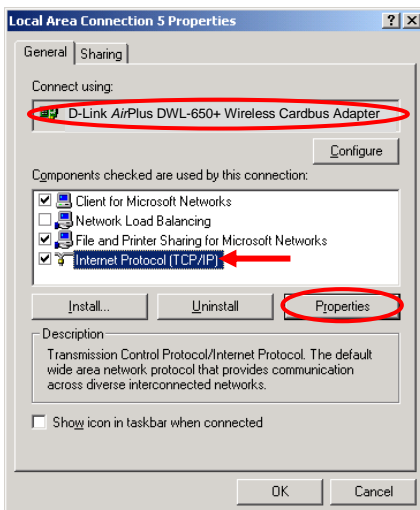 Local Area Connection 5 Properties
General
Sharing
Connect using:
D-Link AirPlus DWL-650+ Wireless Cardbus Adapter
Configure
Components checked are used by this connection:
Client for Microsoft Networks
Network Load Balancing
File and Printer Sharing for Microsoft Networks
Internet Protocol (TCP/IP)
Install...
Uninstall
Properties
Description
Transmission Control Protocol/Internet Protocol. The default
wide area network protocol that provides communication
across diverse interconnected networks.
Show icon in taskbar when connected
OK
Cancel